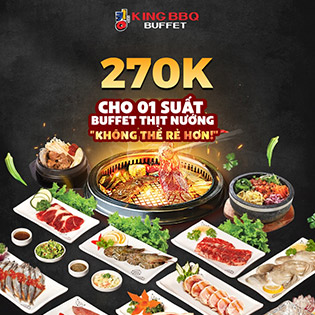 KING BBQ
BUFFET
270K
CHO 01 SUẤT
BUFFET THỊT NƯỚNG
"KHÔNG THỂ RẺ HƠN!"